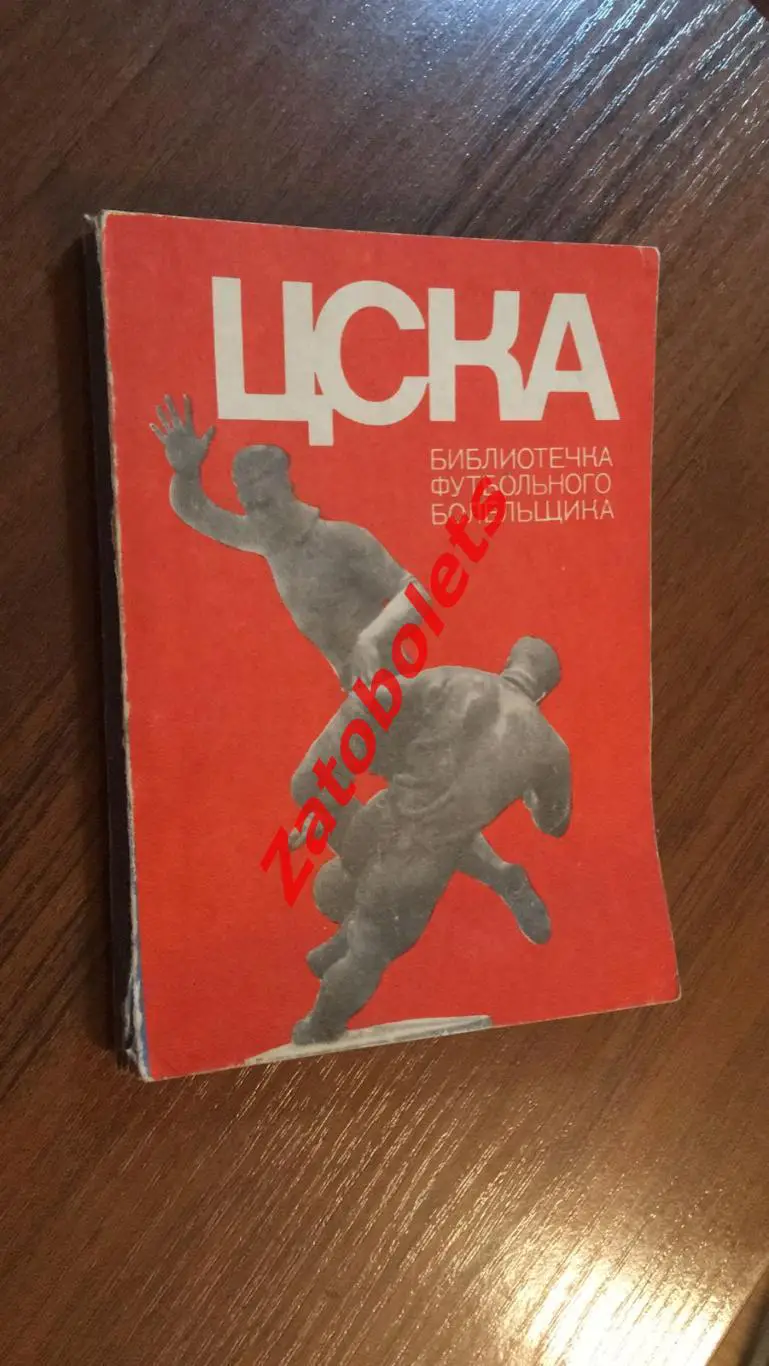 ЦСКА
БИБЛИОТЕЧКА
ФУТБОЛЬНОГО
БОЛЕЛЬЩИКА
Zatobolets